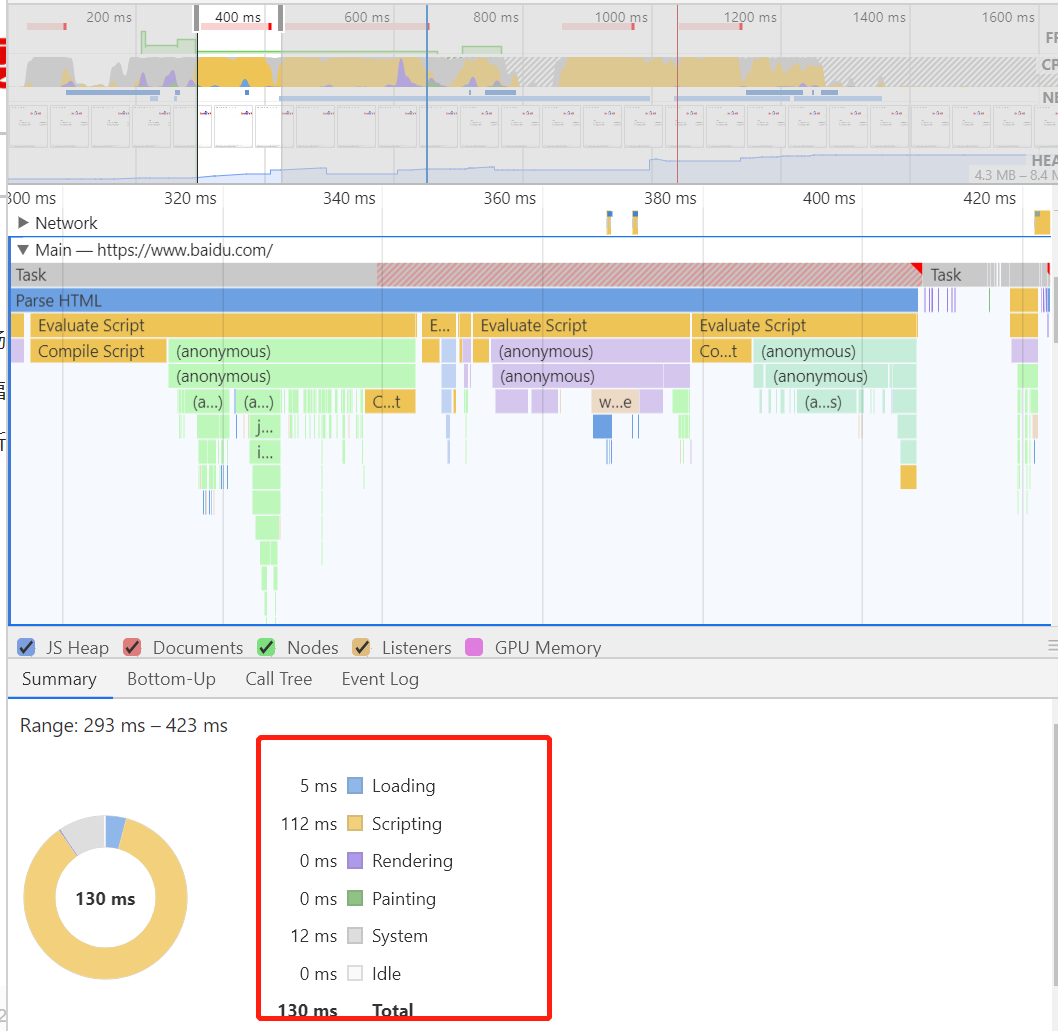 200 ms 400 ms 600 ms 800 ms 1000 ms 1200 ms 1400 ms 1600 ms
FP
CP
NE
HEA
4.3 MB – 8.4 M
300 ms 320 ms 340 ms 360 ms 380 ms 400 ms 420 ms
Network
Main — https://www.baidu.com/
Task Task
Parse HTML
Evaluate Script E... Evaluate Script Evaluate Script
Compile Script (anonymous) (anonymous) Co...t (anonymous)
(anonymous) (anonymous) (anonymous)
(a...) (a...) C...t w...e (a...s)
j...
i...
JS Heap Documents Nodes Listeners GPU Memory
Summary Bottom-Up Call Tree Event Log
Range: 293 ms – 423 ms
5 ms Loading
112 ms Scripting
0 ms Rendering
130 ms
0 ms Painting
12 ms System
0 ms Idle
130 ms Total